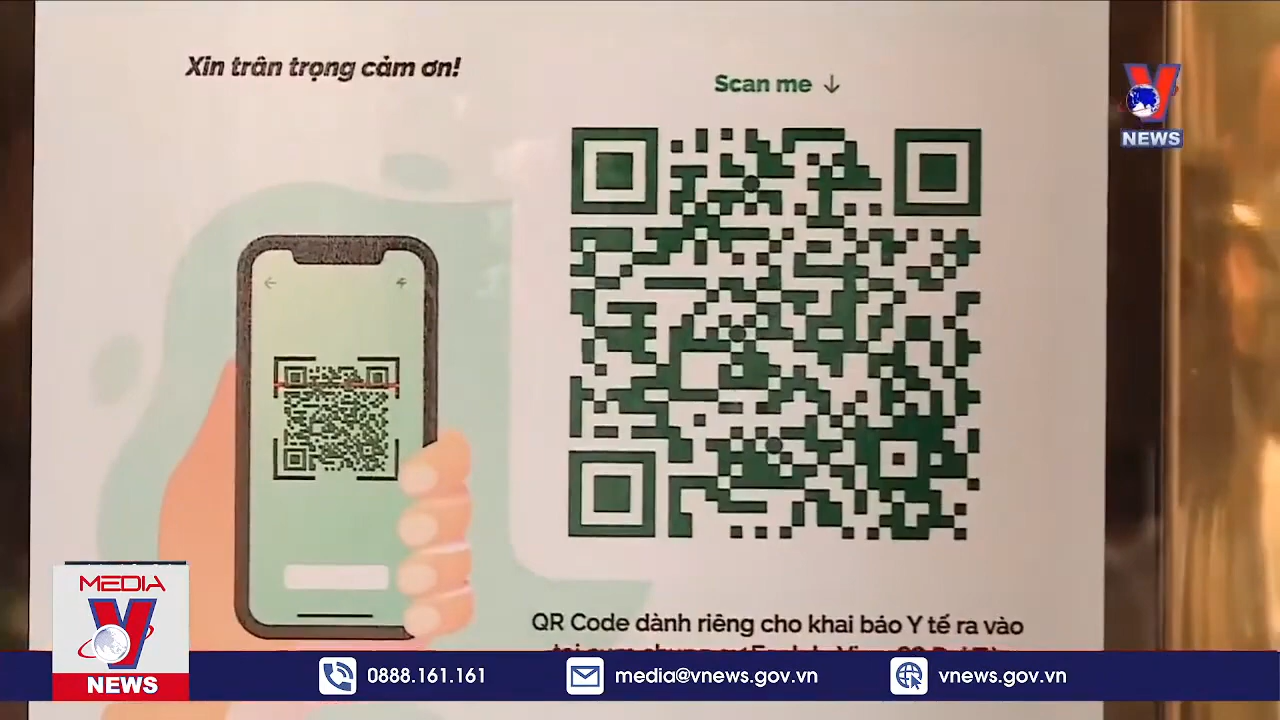 Xin trân trọng cảm ơn!
Scan me ↓
NEWS
QR Code dành riêng cho khai báo Y tế ra vào
MEDIA
NEWS
0888.161.161
media@vnews.gov.vn
vnews.gov.vn